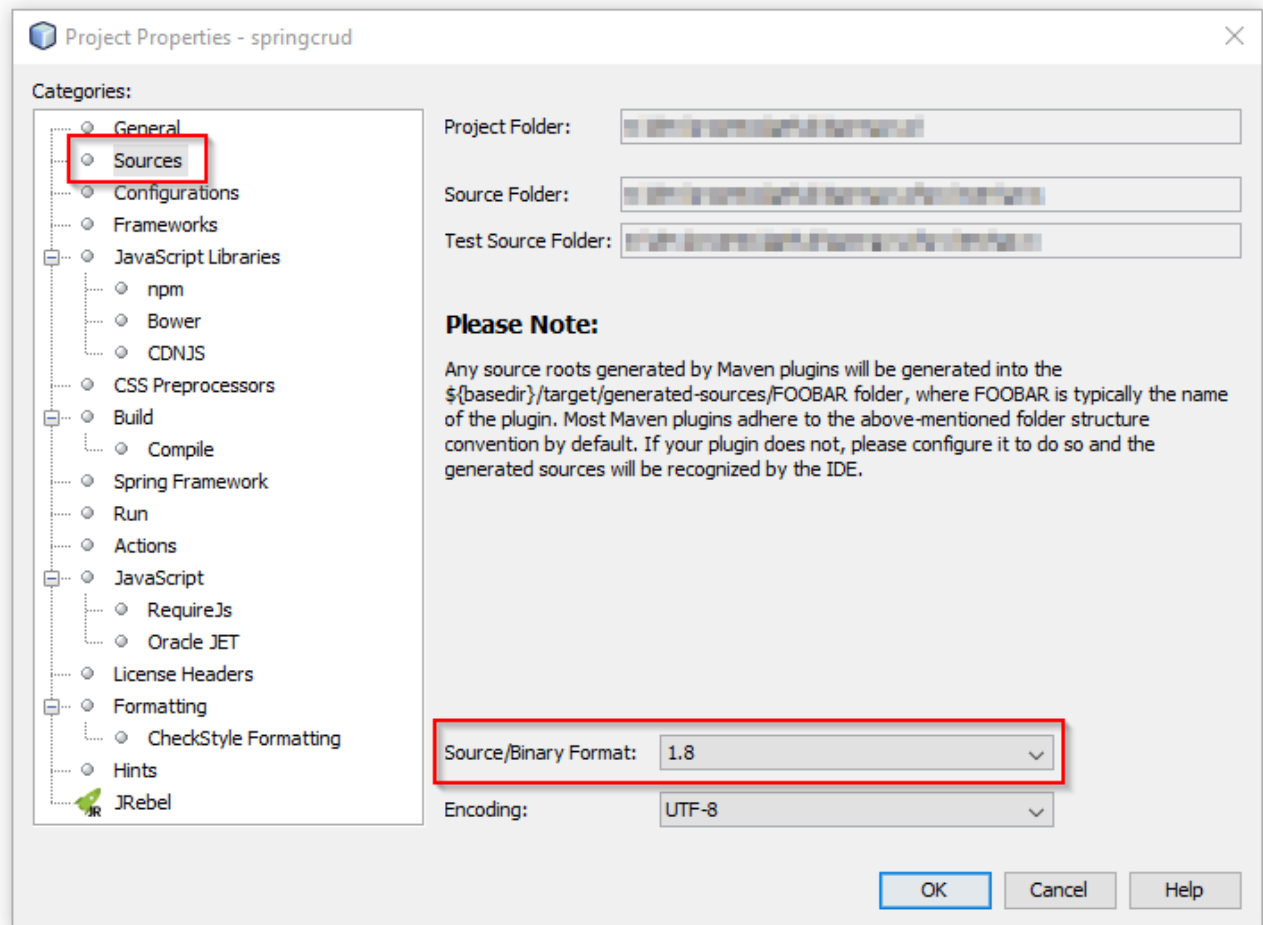 Project Properties - springcrud
Categories:
General
Sources
Configurations
Frameworks
JavaScript Libraries
npm
Bower
CDNJS
CSS Preprocessors
Build
Compile
Spring Framework
Run
Actions
JavaScript
RequireJs
Oracle JET
License Headers
Formatting
CheckStyle Formatting
Hints
JR
JRebel
Project Folder:
Source Folder:
Test Source Folder:
Please Note:
Any source roots generated by Maven plugins will be generated into the
${basedir}/target/generated-sources/FOOBAR folder, where FOOBAR is typically the name
of the plugin. Most Maven plugins adhere to the above-mentioned folder structure
convention by default. If your plugin does not, please configure it to do so and the
generated sources will be recognized by the IDE.
Source/Binary Format: 1.8
Encoding: UTF-8
OK Cancel Help